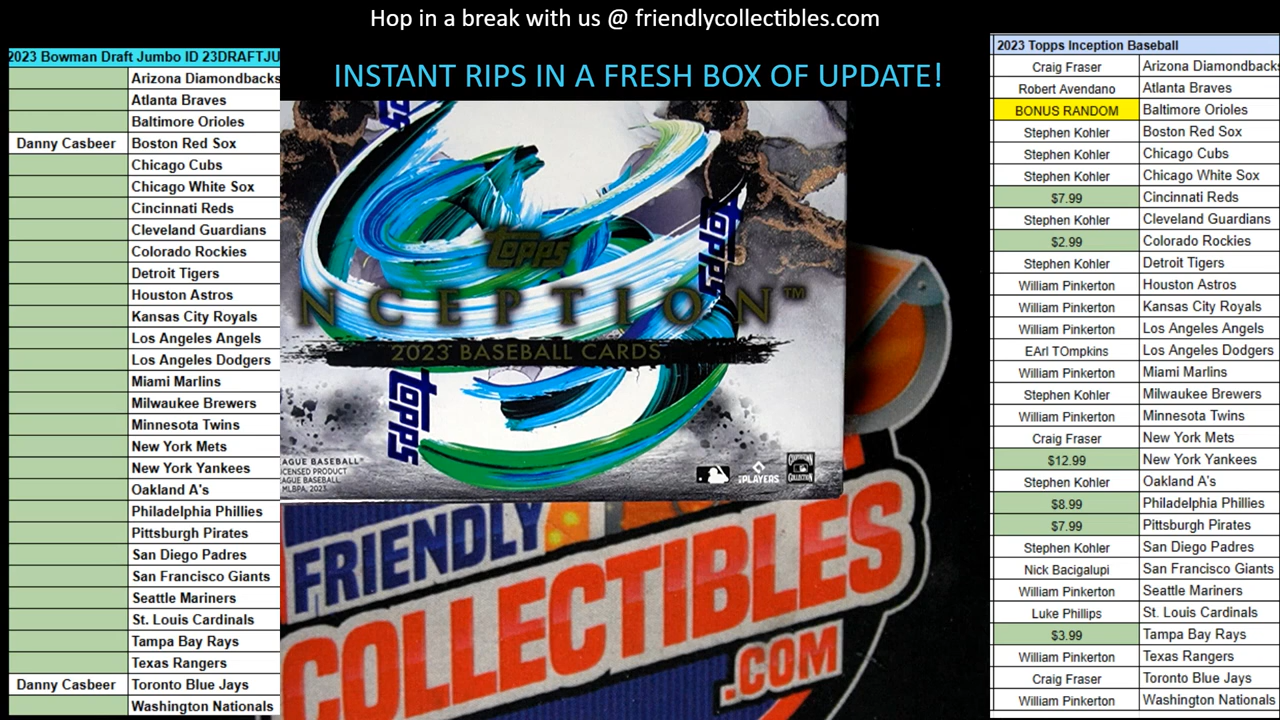 Hop in a break with us @ friendlycollectibles.com
INSTANT RIPS IN A FRESH BOX OF UPDATE!
2023 Bowman Draft Jumbo ID 23DRAFTJU
Arizona Diamondbacks
Atlanta Braves
Baltimore Orioles
Danny Casbeer Boston Red Sox
Chicago Cubs
Chicago White Sox
Cincinnati Reds
Cleveland Guardians
Colorado Rockies
Detroit Tigers
Houston Astros
Kansas City Royals
Los Angeles Angels
Los Angeles Dodgers
Miami Marlins
Milwaukee Brewers
Minnesota Twins
New York Mets
New York Yankees
Oakland A's
Philadelphia Phillies
Pittsburgh Pirates
San Diego Padres
San Francisco Giants
Seattle Mariners
St. Louis Cardinals
Tampa Bay Rays
Texas Rangers
Danny Casbeer Toronto Blue Jays
Washington Nationals
Topps
Topps
NCEPTION™
2023 BASEBALL CARDS
Topps
AGUE BASEBALL™
ICENSED PRODUCT
AGUE BASEBALL
MLBPA, 2023
PLAYERS
FRIENDLY
COLLECTIBLES
.COM
2023 Topps Inception Baseball
Craig Fraser Arizona Diamondbacks
Robert Avendano Atlanta Braves
BONUS RANDOM Baltimore Orioles
Stephen Kohler Boston Red Sox
Stephen Kohler Chicago Cubs
Stephen Kohler Chicago White Sox
$7.99 Cincinnati Reds
Stephen Kohler Cleveland Guardians
$2.99 Colorado Rockies
Stephen Kohler Detroit Tigers
William Pinkerton Houston Astros
William Pinkerton Kansas City Royals
William Pinkerton Los Angeles Angels
EArl TOmpkins Los Angeles Dodgers
William Pinkerton Miami Marlins
Stephen Kohler Milwaukee Brewers
William Pinkerton Minnesota Twins
Craig Fraser New York Mets
$12.99 New York Yankees
Stephen Kohler Oakland A's
$8.99 Philadelphia Phillies
$7.99 Pittsburgh Pirates
Stephen Kohler San Diego Padres
Nick Bacigalupi San Francisco Giants
William Pinkerton Seattle Mariners
Luke Phillips St. Louis Cardinals
$3.99 Tampa Bay Rays
William Pinkerton Texas Rangers
Craig Fraser Toronto Blue Jays
William Pinkerton Washington Nationals